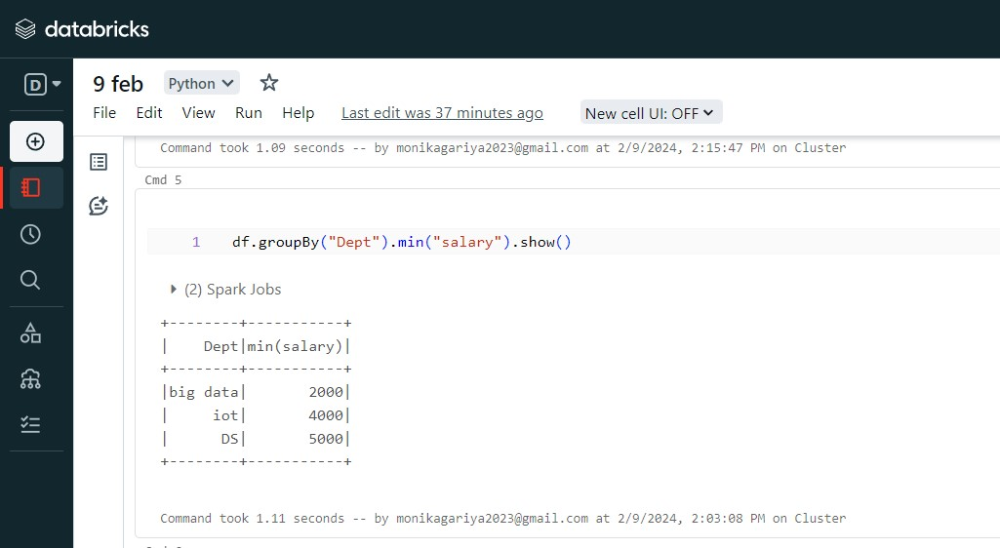 databricks
D
9 feb Python
File Edit View Run Help Last edit was 37 minutes ago New cell UI: OFF
Command took 1.09 seconds -- by monikagariya2023@gmail.com at 2/9/2024, 2:15:47 PM on Cluster
Cmd 5
1 df.groupBy("Dept").min("salary").show()
(2) Spark Jobs
+--------+-----------+
|    Dept|min(salary)|
+--------+-----------+
|big data|       2000|
|     iot|       4000|
|      DS|       5000|
+--------+-----------+
Command took 1.11 seconds -- by monikagariya2023@gmail.com at 2/9/2024, 2:03:08 PM on Cluster